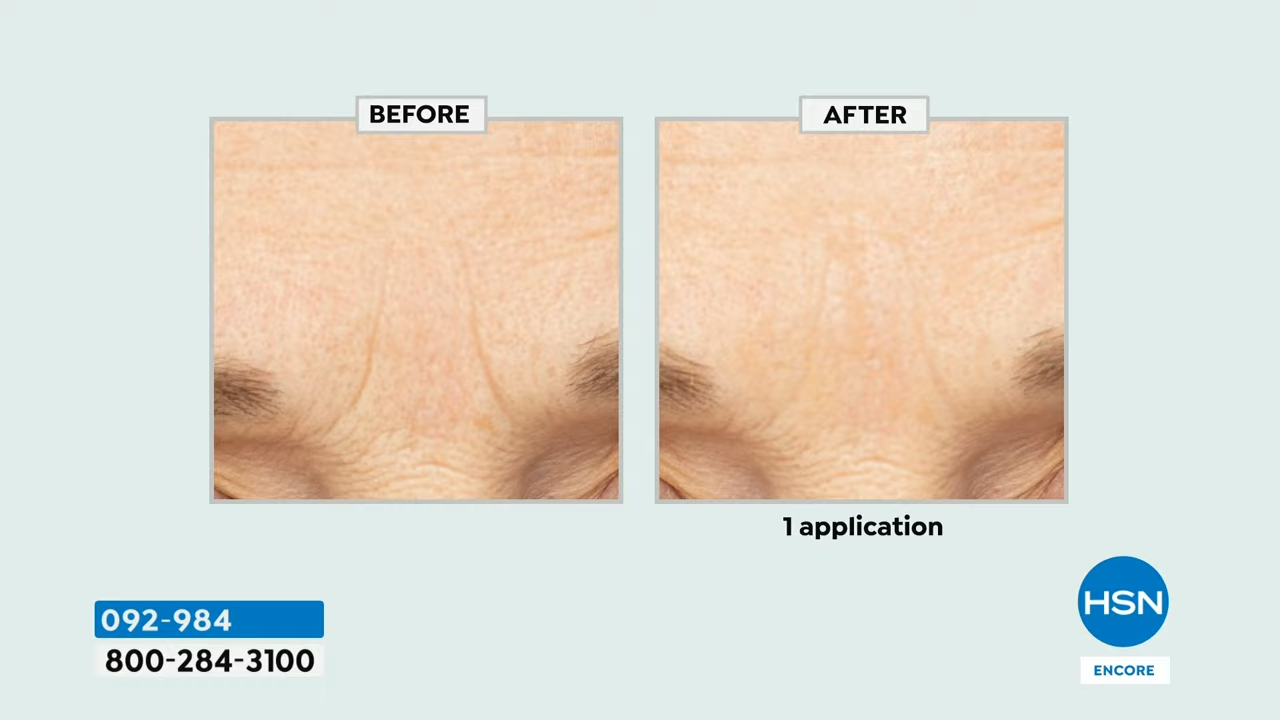 BEFORE
AFTER
1 application
092-984
800-284-3100
HSN
ENCORE